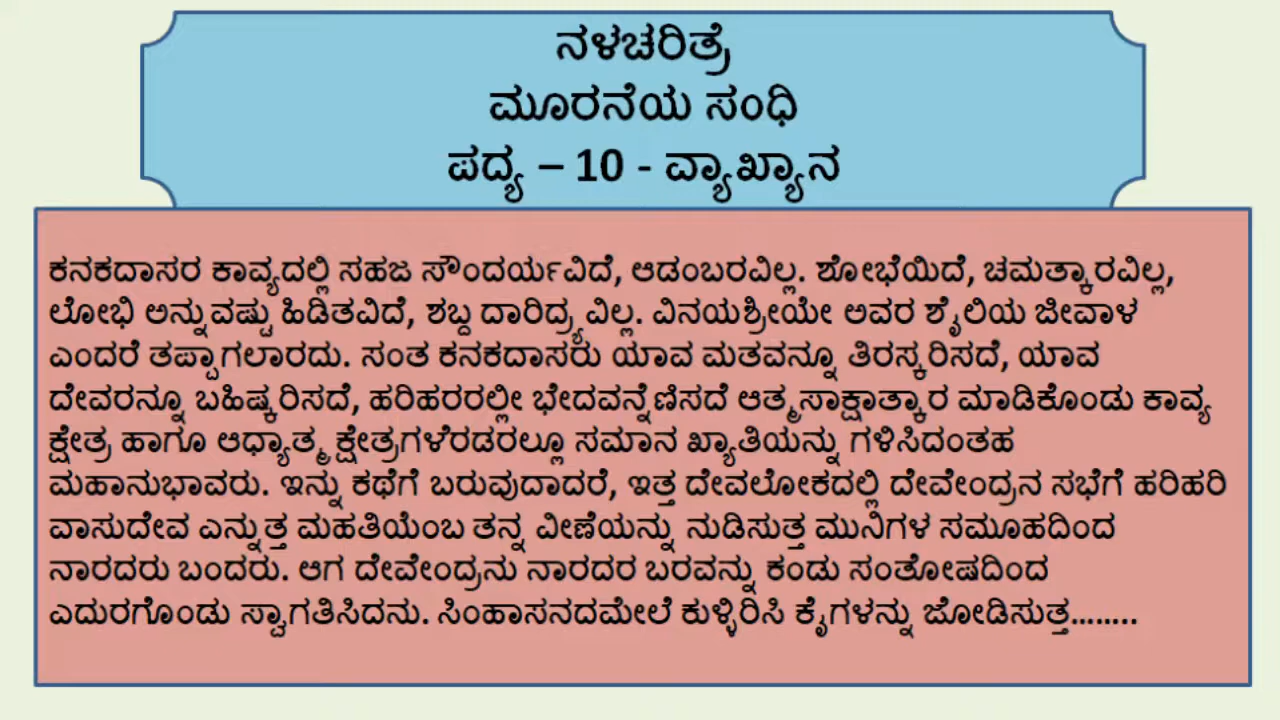 ನಳಚರಿತ್ರೆ
ಮೂರನೆಯ ಸಂಧಿ
ಪದ್ಯ – 10 - ವ್ಯಾಖ್ಯಾನ
ಕನಕದಾಸರ ಕಾವ್ಯದಲ್ಲಿ ಸಹಜ ಸೌಂದರ್ಯವಿದೆ, ಆಡಂಬರವಿಲ್ಲ. ಶೋಭೆಯಿದೆ, ಚಮತ್ಕಾರವಿಲ್ಲ,
ಲೋಭಿ ಅನ್ನುವಷ್ಟು ಹಿಡಿತವಿದೆ, ಶಬ್ದ ದಾರಿದ್ರ್ಯವಿಲ್ಲ. ವಿನಯಶ್ರೀಯೇ ಅವರ ಶೈಲಿಯ ಜೀವಾಳ
ಎಂದರೆ ತಪ್ಪಾಗಲಾರದು. ಸಂತ ಕನಕದಾಸರು ಯಾವ ಮತವನ್ನೂ ತಿರಸ್ಕರಿಸದೆ, ಯಾವ
ದೇವರನ್ನೂ ಬಹಿಷ್ಕರಿಸದೆ, ಹರಿಹರರಲ್ಲೀ ಭೇದವನ್ನೆಣಿಸದೆ ಆತ್ಮಸಾಕ್ಷಾತ್ಕಾರ ಮಾಡಿಕೊಂಡು ಕಾವ್ಯ
ಕ್ಷೇತ್ರ ಹಾಗೂ ಆಧ್ಯಾತ್ಮ ಕ್ಷೇತ್ರಗಳೆರಡರಲ್ಲೂ ಸಮಾನ ಖ್ಯಾತಿಯನ್ನು ಗಳಿಸಿದಂತಹ
ಮಹಾನುಭಾವರು. ಇನ್ನು ಕಥೆಗೆ ಬರುವುದಾದರೆ, ಇತ್ತ ದೇವಲೋಕದಲ್ಲಿ ದೇವೇಂದ್ರನ ಸಭೆಗೆ ಹರಿಹರಿ
ವಾಸುದೇವ ಎನ್ನುತ್ತ ಮಹತಿಯೆಂಬ ತನ್ನ ವೀಣೆಯನ್ನು ನುಡಿಸುತ್ತ ಮುನಿಗಳ ಸಮೂಹದಿಂದ
ನಾರದರು ಬಂದರು. ಆಗ ದೇವೇಂದ್ರನು ನಾರದರ ಬರವನ್ನು ಕಂಡು ಸಂತೋಷದಿಂದ
ಎದುರಗೊಂಡು ಸ್ವಾಗತಿಸಿದನು. ಸಿಂಹಾಸನದಮೇಲೆ ಕುಳ್ಳಿರಿಸಿ ಕೈಗಳನ್ನು ಜೋಡಿಸುತ್ತ........